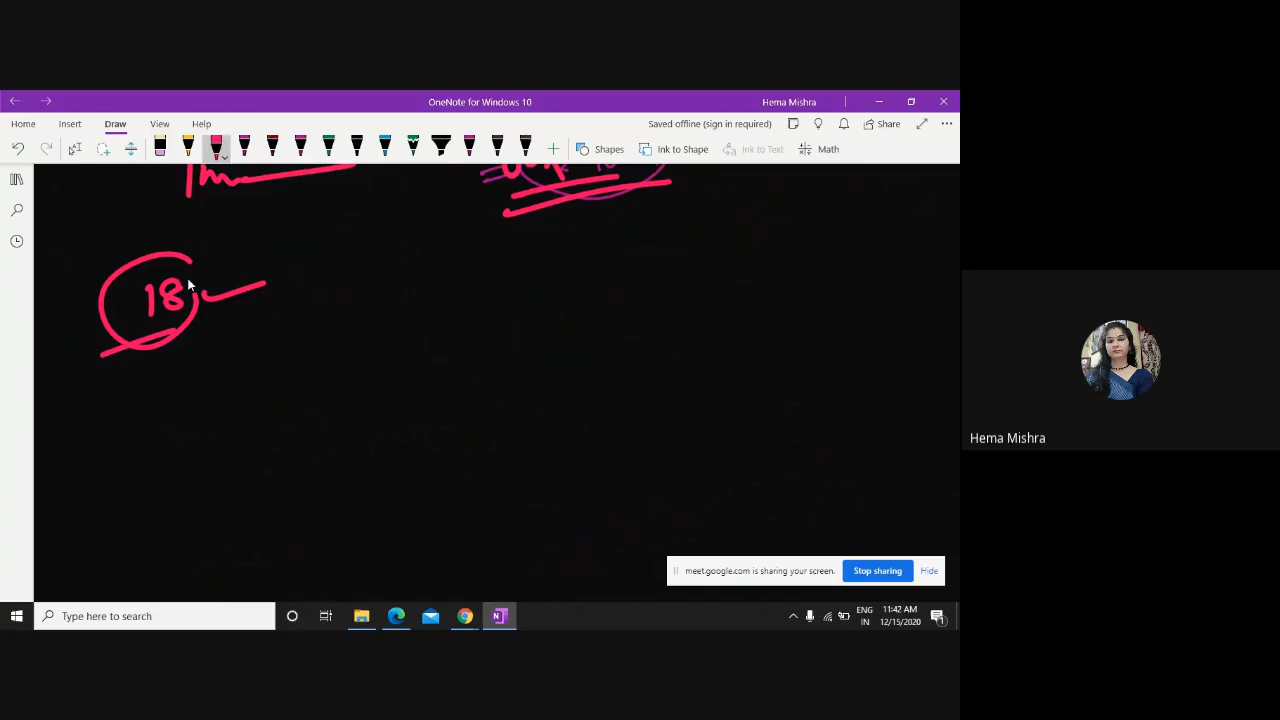 OneNote for Windows 10
Hema Mishra
Home Insert Draw View Help
Saved offline (sign in required)
Share
Shapes
Ink to Shape
Ink to Text
Math
18
Hema Mishra
meet.google.com is sharing your screen. Stop sharing Hide
Type here to search
N
ENG
IN
11:42 AM
12/15/2020
1